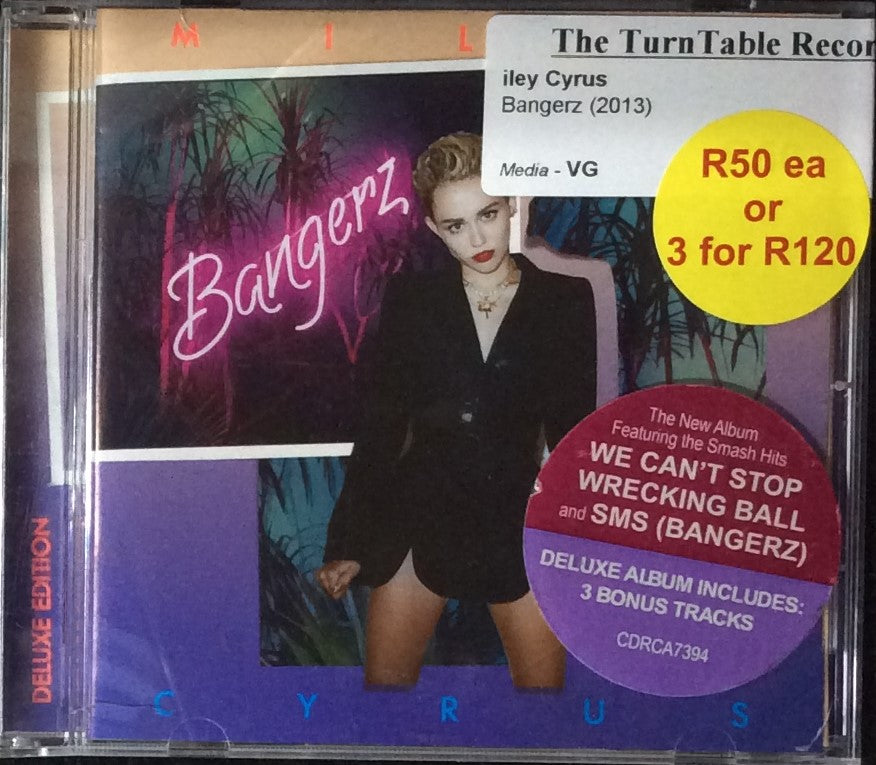 M I L
The TurnTable Recor
iley Cyrus
Bangerz (2013)
Media - VG
R50 ea
or
3 for R120
Bangerz
The New Album
Featuring the Smash Hits
WE CAN'T STOP
WRECKING BALL
and SMS (BANGERZ)
DELUXE ALBUM INCLUDES:
3 BONUS TRACKS
CDRCA7394
DELUXE EDITION
C Y R U S